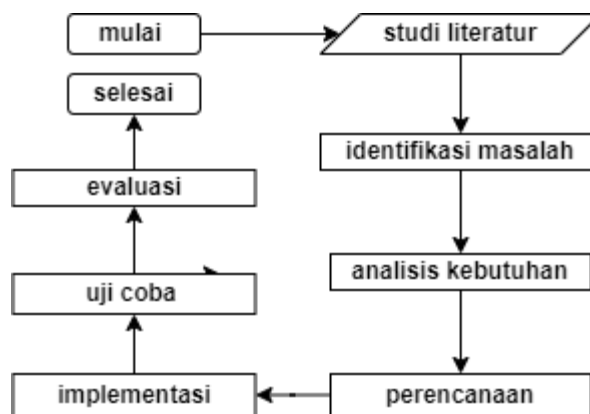 mulai
studi literatur
selesai
identifikasi masalah
evaluasi
analisis kebutuhan
uji coba
implementasi
perencanaan